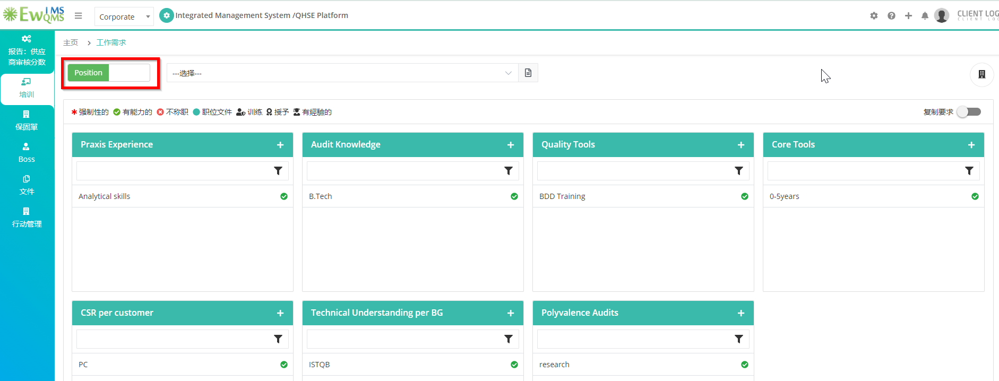 EwQMS IMS
Corporate
Integrated Management System /QHSE Platform
CLIENT LOG
CLIENT LOG
报告：供应
商审核分数
培训
保固單
Boss
文件
行动管理
主页 > 工作需求
Position
---选择---
强制性的 有能力的 不称职 职位文件 训练 授予 有經驗的
复制要求
Praxis Experience
Audit Knowledge
Quality Tools
Core Tools
Analytical skills
B.Tech
BDD Training
0-5years
CSR per customer
Technical Understanding per BG
Polyvalence Audits
PC
ISTQB
research